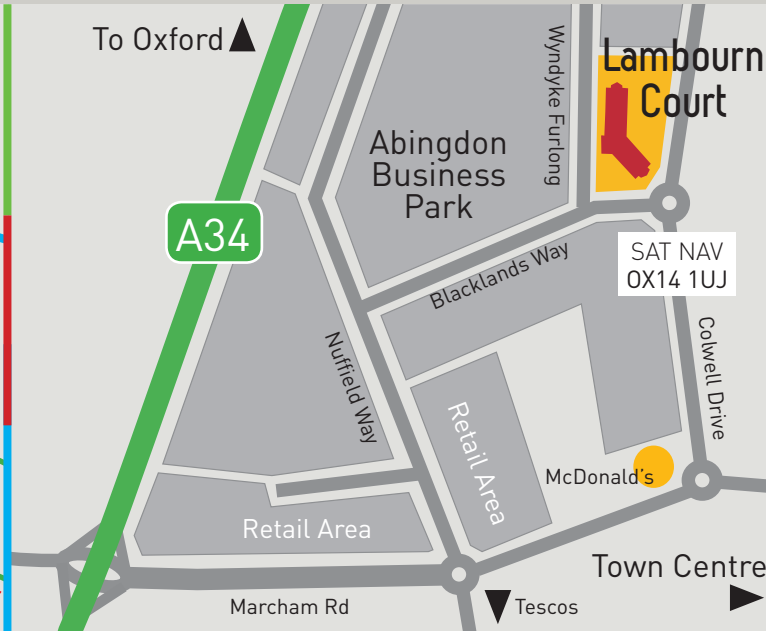 To Oxford
Wyndyke Furlong
Lambourn
Court
Abingdon
Business
Park
A34
SAT NAV
OX14 1UJ
Blacklands Way
Nuffield Way
Colwell Drive
Retail Area
McDonald's
Retail Area
Town Centre
Marcham Rd
Tescos